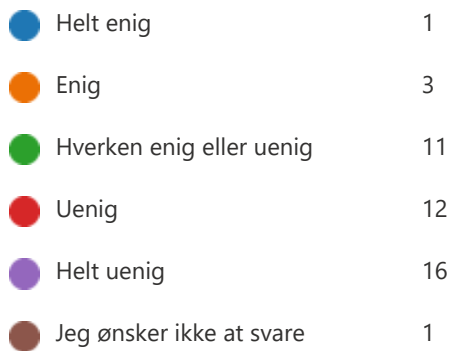 Helt enig 1
Enig 3
Hverken enig eller uenig 11
Uenig 12
Helt uenig 16
Jeg ønsker ikke at svare 1